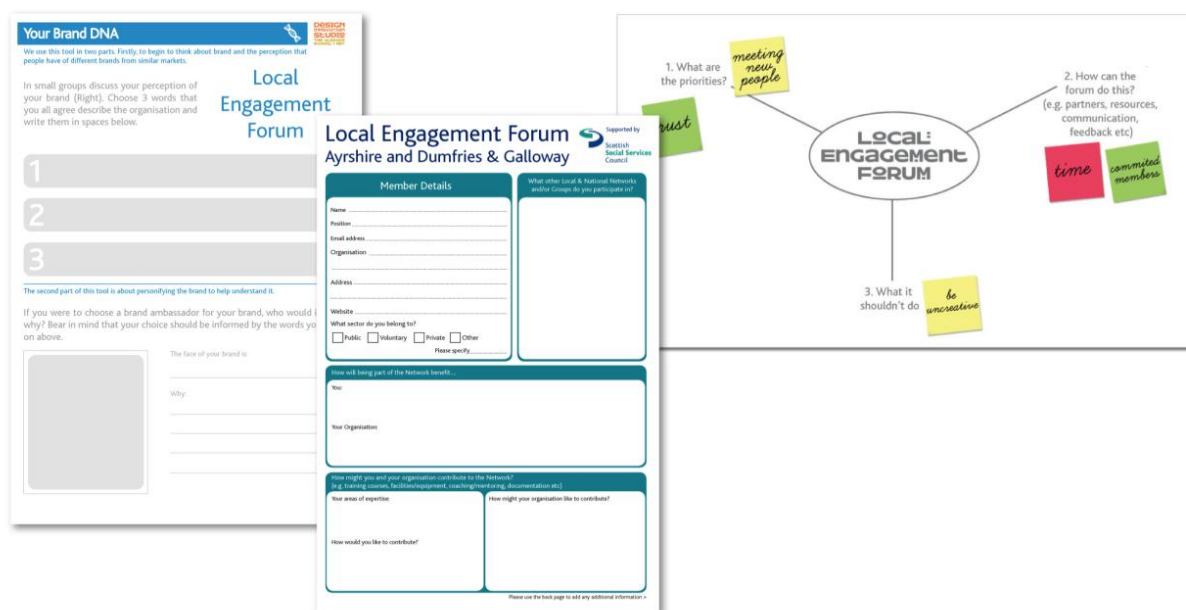 Your Brand DNA
DESIGN
INNOVATION
STUDIO
We use this tool in two parts. Firstly, to begin to think about brand and the perception that
people have of different brands from similar markets.
In small groups discuss your perception of
your brand (Right). Choose 3 words that
you all agree describe the organisation and
write them in spaces below.
Local
Engagement
Forum
1
2
3
The second part of this tool is about personifying the brand to help understand it.
If you were to choose a brand ambassador for your brand, who would i
why? Bear in mind that your choice should be informed by the words yo
on above.
The face of your brand is:
Why:
Local Engagement Forum
Ayrshire and Dumfries & Galloway
Supported by
Scottish
Social Services
Council
Member Details
Name
Position
Email address
Organisation
Address
Website
What sector do you belong to?
Public Voluntary Private Other
Please specify
What other Local & National Networks
and/or Groups do you participate in?
How will being part of the Network benefit...
You:
Your Organisation:
How might you and your organisation contribute to the Network?
(e.g. training courses, facilities/equipment, coaching/mentoring, documentation etc)
Your areas of expertise
How would you like to contribute?
How might your organisation like to contribute?
Please use the back page to add any additional information >
1. What are
the priorities?
meeting
new
people
rust
LOCAL:
ENGAGEMENT
FORUM
2. How can the
forum do this?
(e.g. partners, resources,
communication,
feedback etc)
time
commited
members
3. What it
shouldn't do
be
uncreative